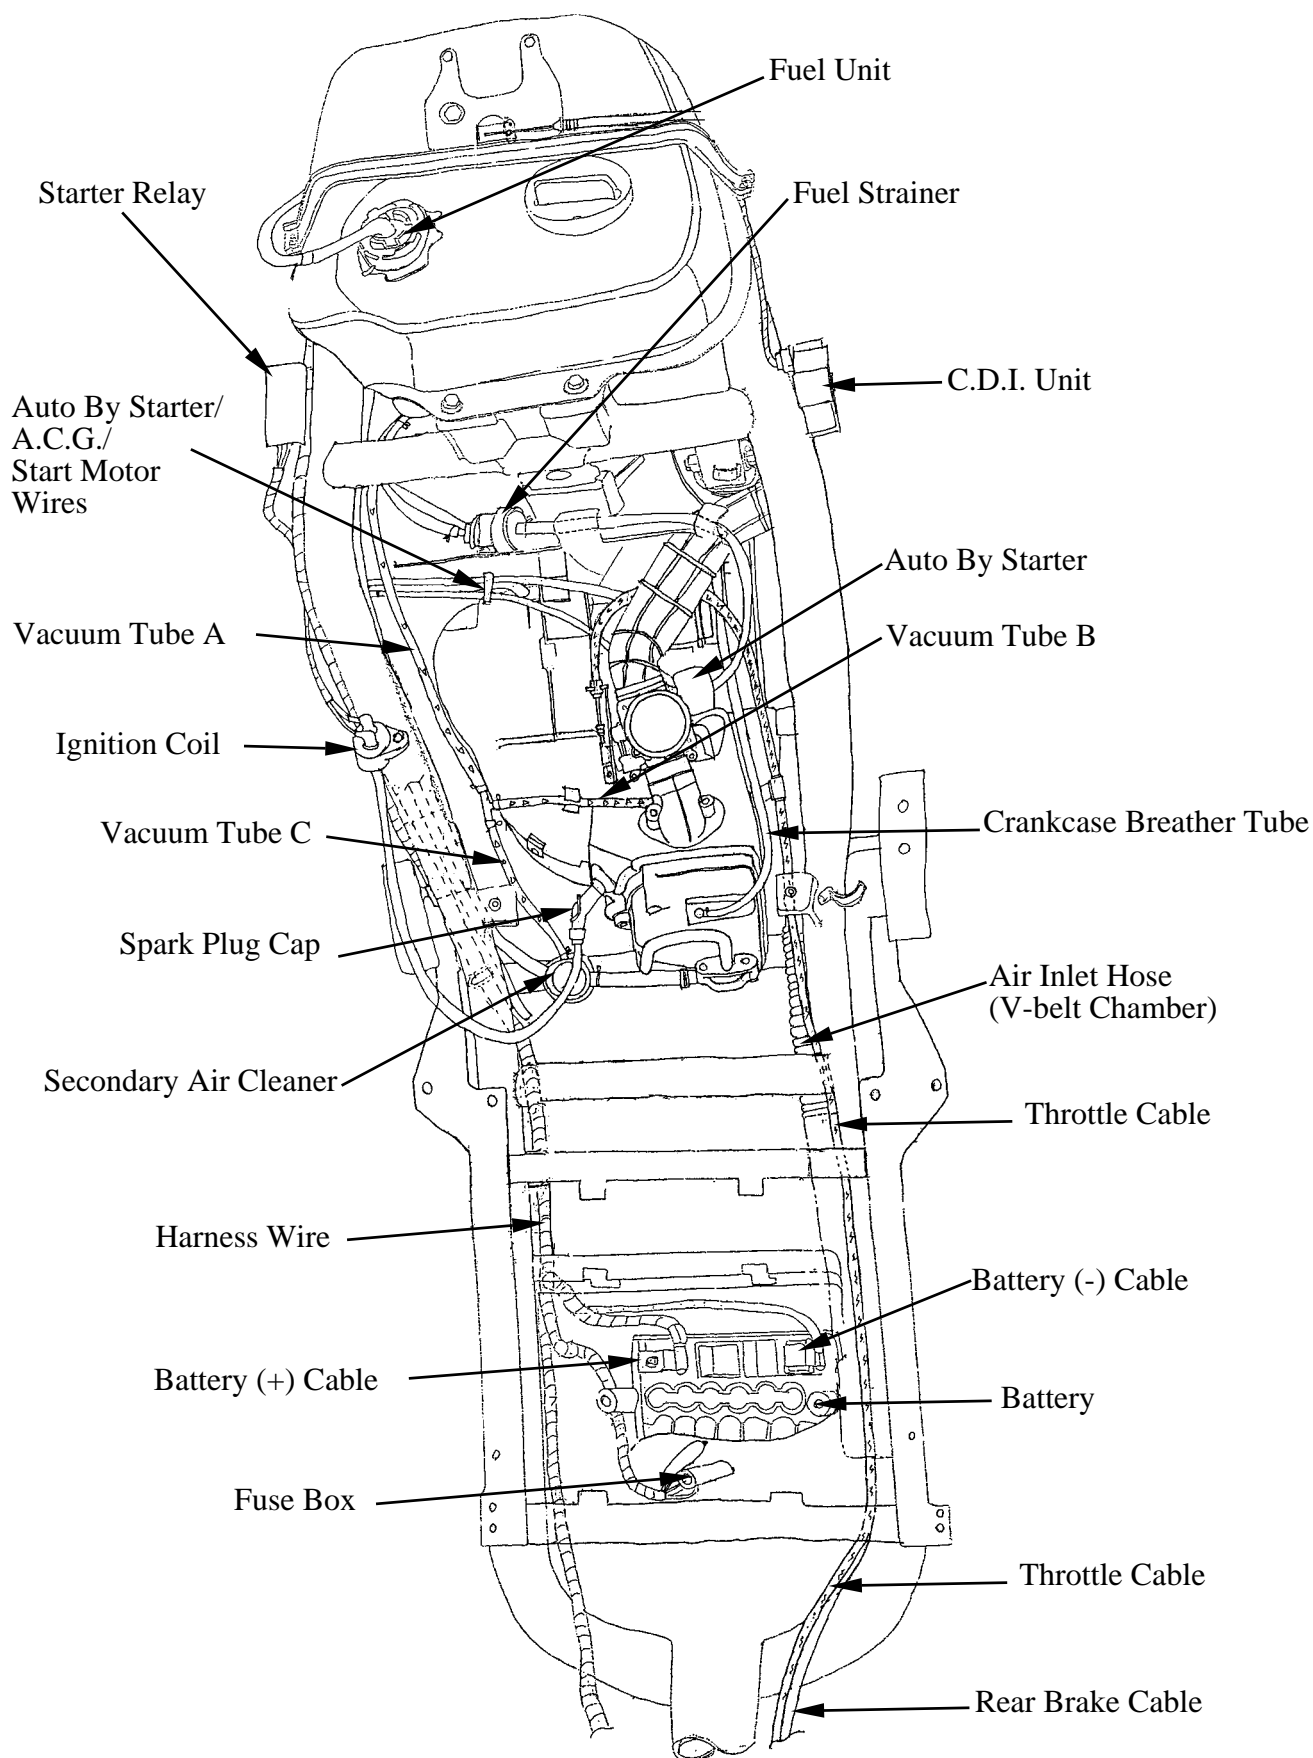 Fuel Unit
Starter Relay
Fuel Strainer
C.D.I. Unit
Auto By Starter/
A.C.G./
Start Motor
Wires
Auto By Starter
Vacuum Tube A
Vacuum Tube B
Ignition Coil
Vacuum Tube C
Crankcase Breather Tube
Spark Plug Cap
Air Inlet Hose
(V-belt Chamber)
Secondary Air Cleaner
Throttle Cable
Harness Wire
Battery (-) Cable
Battery (+) Cable
Battery
Fuse Box
Throttle Cable
Rear Brake Cable